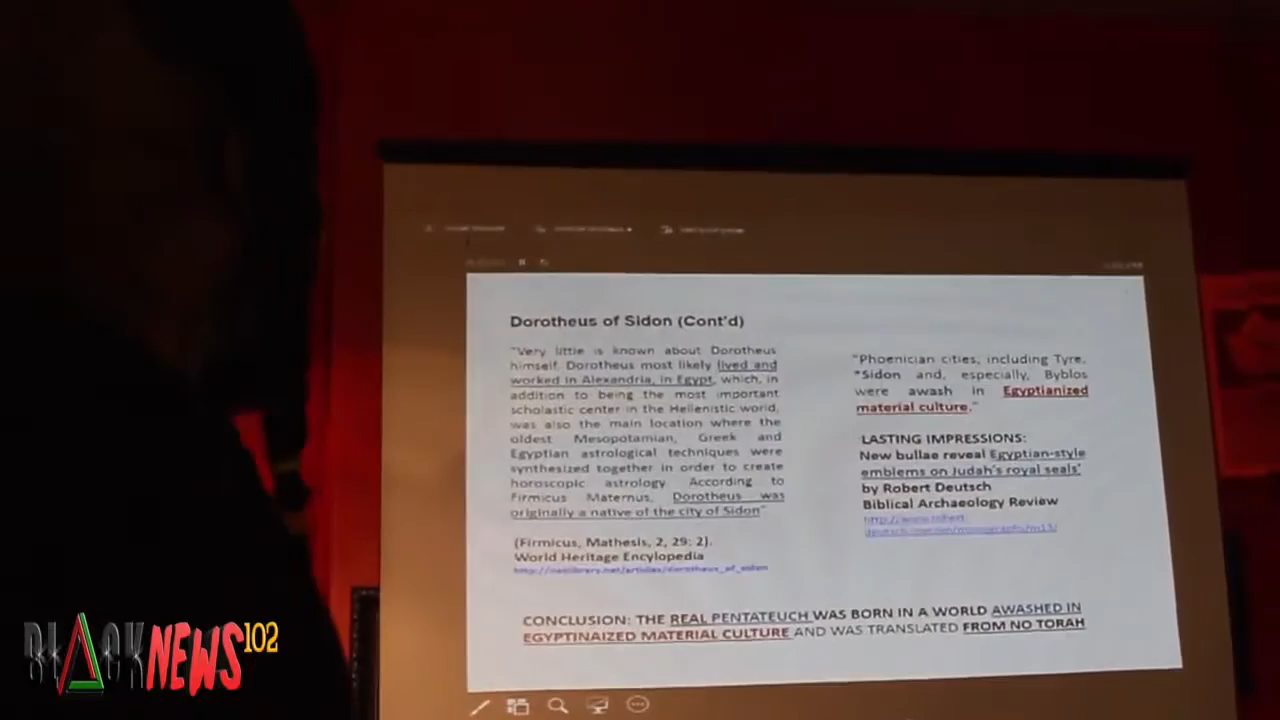 Dorotheus of Sidon (Cont'd)
"Very little is known about Dorotheus
himself. Dorotheus most likely lived and
worked in Alexandria, in Egypt, which, in
addition to being the most important
scholastic center in the Hellenistic world,
was also the main location where the
oldest Mesopotamian, Greek and
Egyptian astrological techniques were
synthesized together in order to create
horoscopic astrology. According to
Firmicus Maternus, Dorotheus was
originally a native of the city of Sidon"
(Firmicus, Mathesis, 2, 29: 2).
World Heritage Encylopedia
"Phoenician cities, including Tyre,
*Sidon and, especially, Byblos
were awash in Egyptianized
material culture."
LASTING IMPRESSIONS:
New bullae reveal Egyptian-style
emblems on Judah's royal seals'
by Robert Deutsch
Biblical Archaeology Review
CONCLUSION: THE REAL PENTATEUCH WAS BORN IN A WORLD AWASHED IN
EGYPTINAIZED MATERIAL CULTURE AND WAS TRANSLATED FROM NO TORAH
BLACK NEWS 102